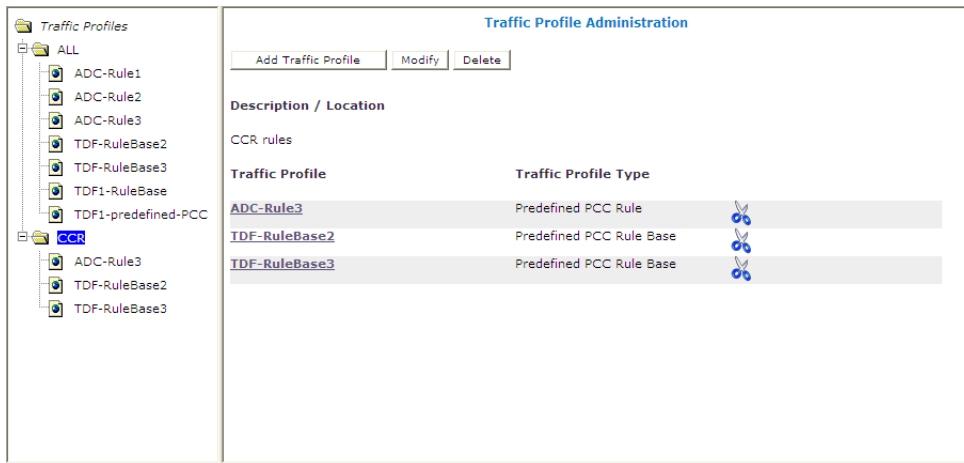 Traffic Profiles
ALL
ADC-Rule1
ADC-Rule2
ADC-Rule3
TDF-RuleBase2
TDF-RuleBase3
TDF1-RuleBase
TDF1-predefined-PCC
CCR
ADC-Rule3
TDF-RuleBase2
TDF-RuleBase3
Traffic Profile Administration
Add Traffic Profile Modify Delete
Description / Location
CCR rules
Traffic Profile Traffic Profile Type
ADC-Rule3 Predefined PCC Rule
TDF-RuleBase2 Predefined PCC Rule Base
TDF-RuleBase3 Predefined PCC Rule Base